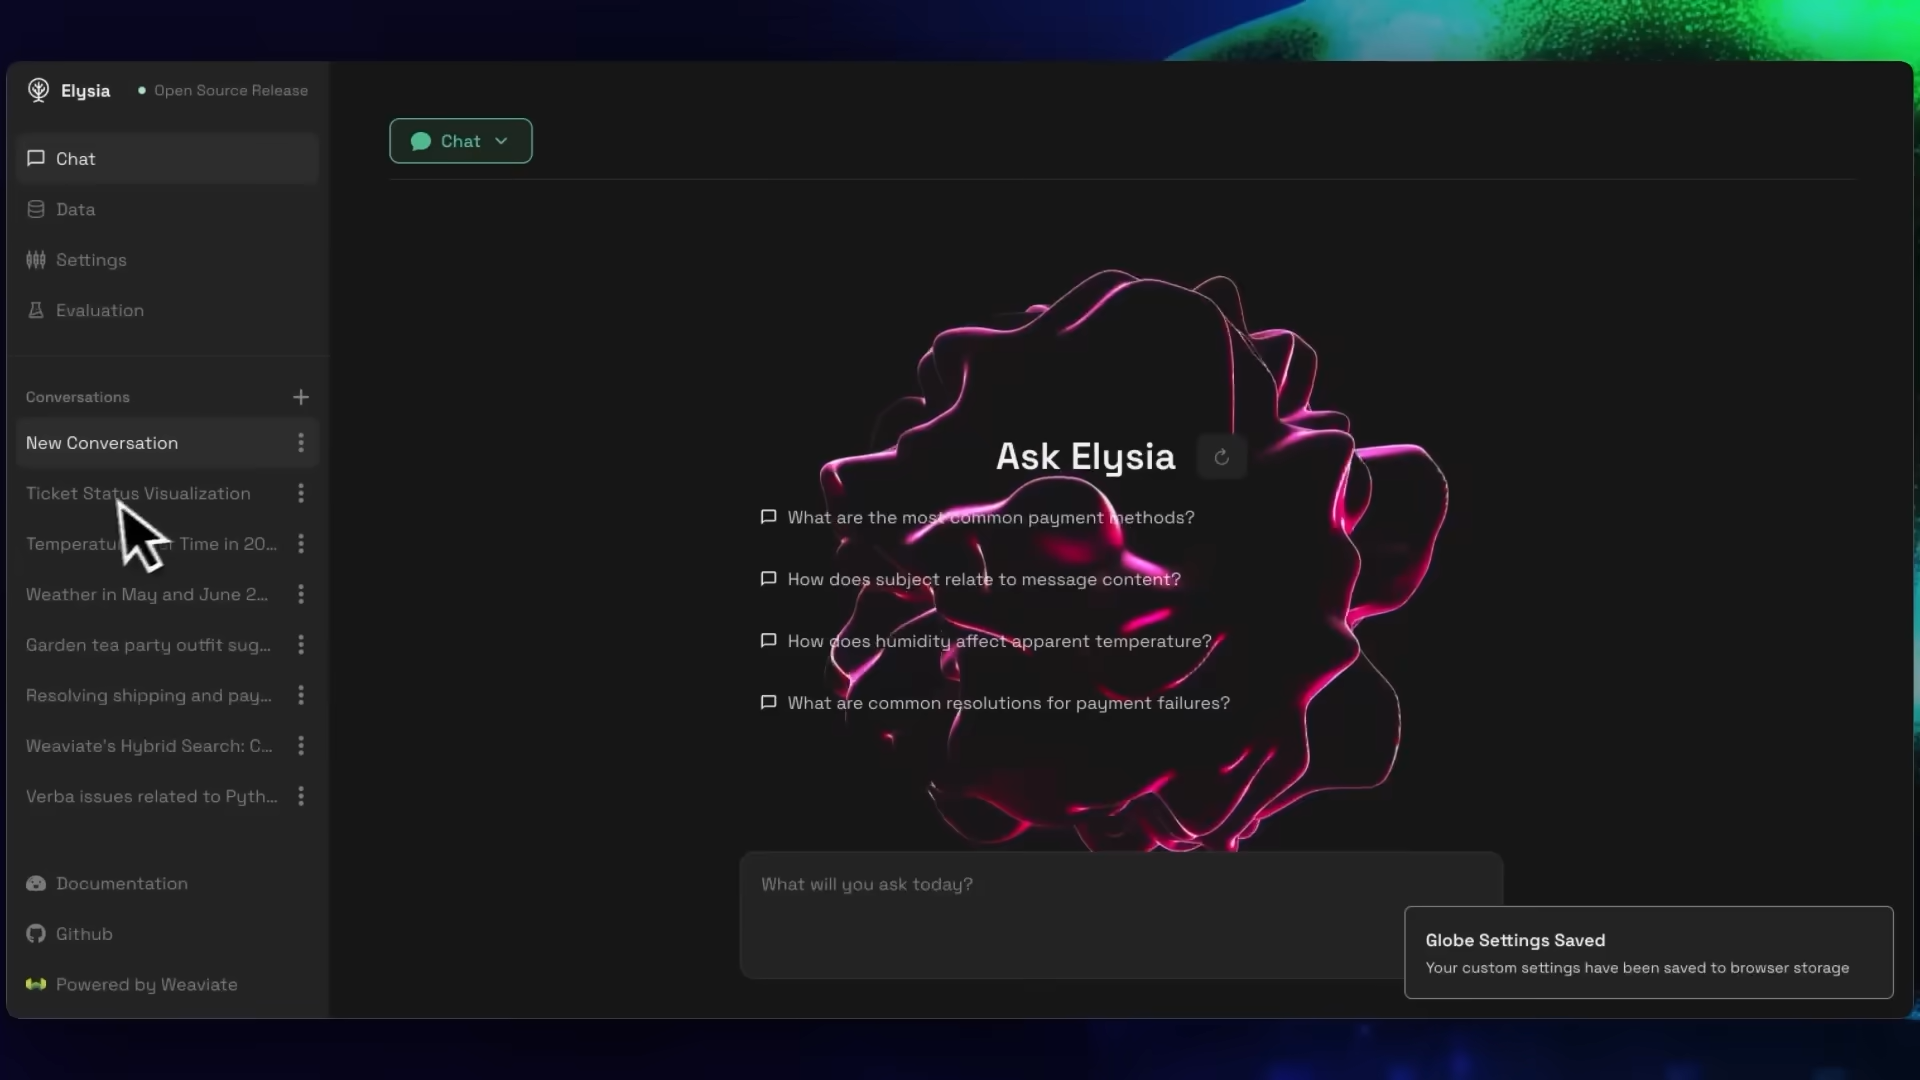 Elysia
Open Source Release
Chat
Data
Settings
Evaluation
Conversations
New Conversation
Ticket Status Visualization
Time in 20...
Weather in May and June 2...
Garden tea party outfit sug...
Resolving shipping and pay...
Weaviate's Hybrid Search: C...
Verba issues related to Pyth...
Documentation
Github
Powered by Weaviate
Chat
Ask Elysia
What are the most common payment methods?
How does subject relate to message content?
How does humidity affect apparent temperature?
What are common resolutions for payment failures?
What will you ask today?
Globe Settings Saved
Your custom settings have been saved to browser storage